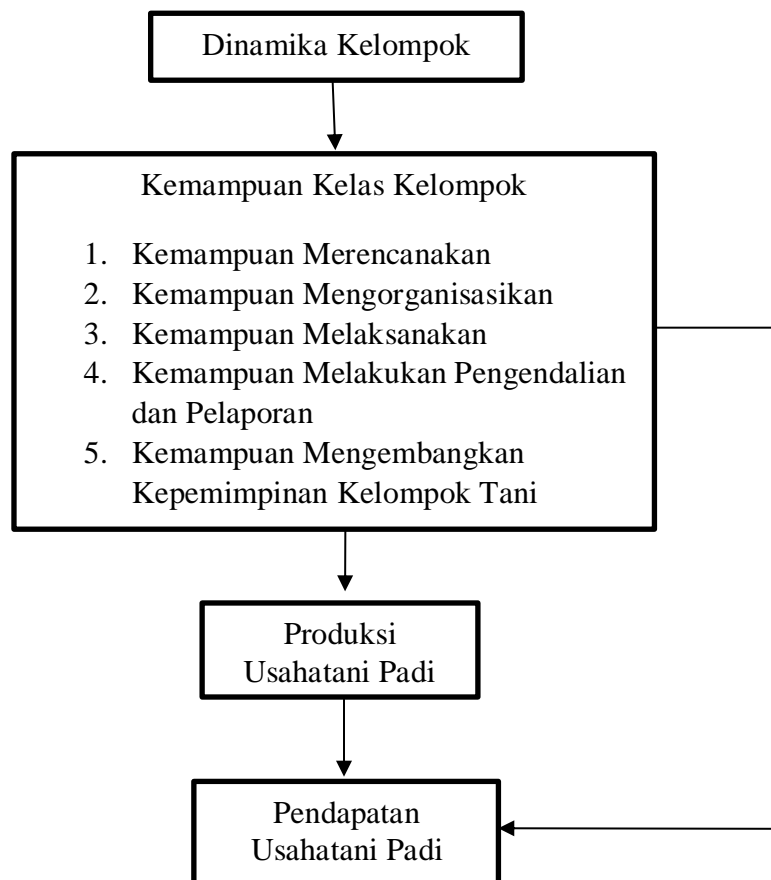 Dinamika Kelompok
Kemampuan Kelas Kelompok
1. Kemampuan Merencanakan
2. Kemampuan Mengorganisasikan
3. Kemampuan Melaksanakan
4. Kemampuan Melakukan Pengendalian
dan Pelaporan
5. Kemampuan Mengembangkan
Kepemimpinan Kelompok Tani
Produksi
Usahatani Padi
Pendapatan
Usahatani Padi